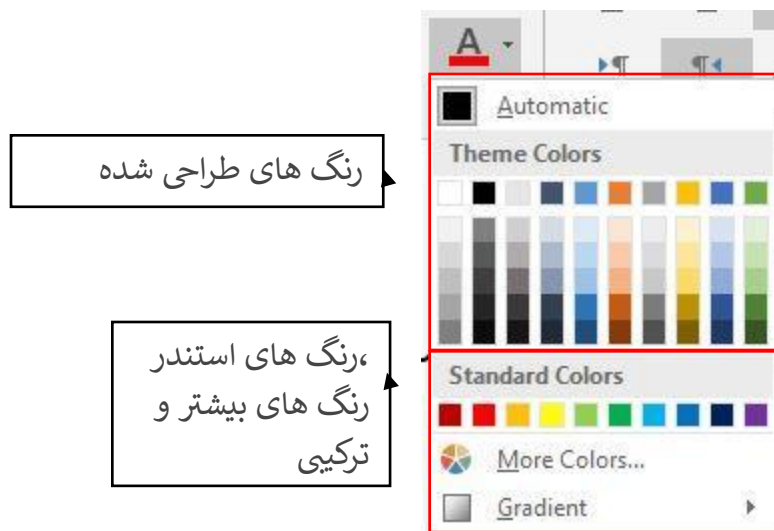 A
Automatic
Theme Colors
رنگ های طراحی شده
Standard Colors
رنگ های استندر،
رنگ های بیشتر و
ترکیبی
More Colors...
Gradient